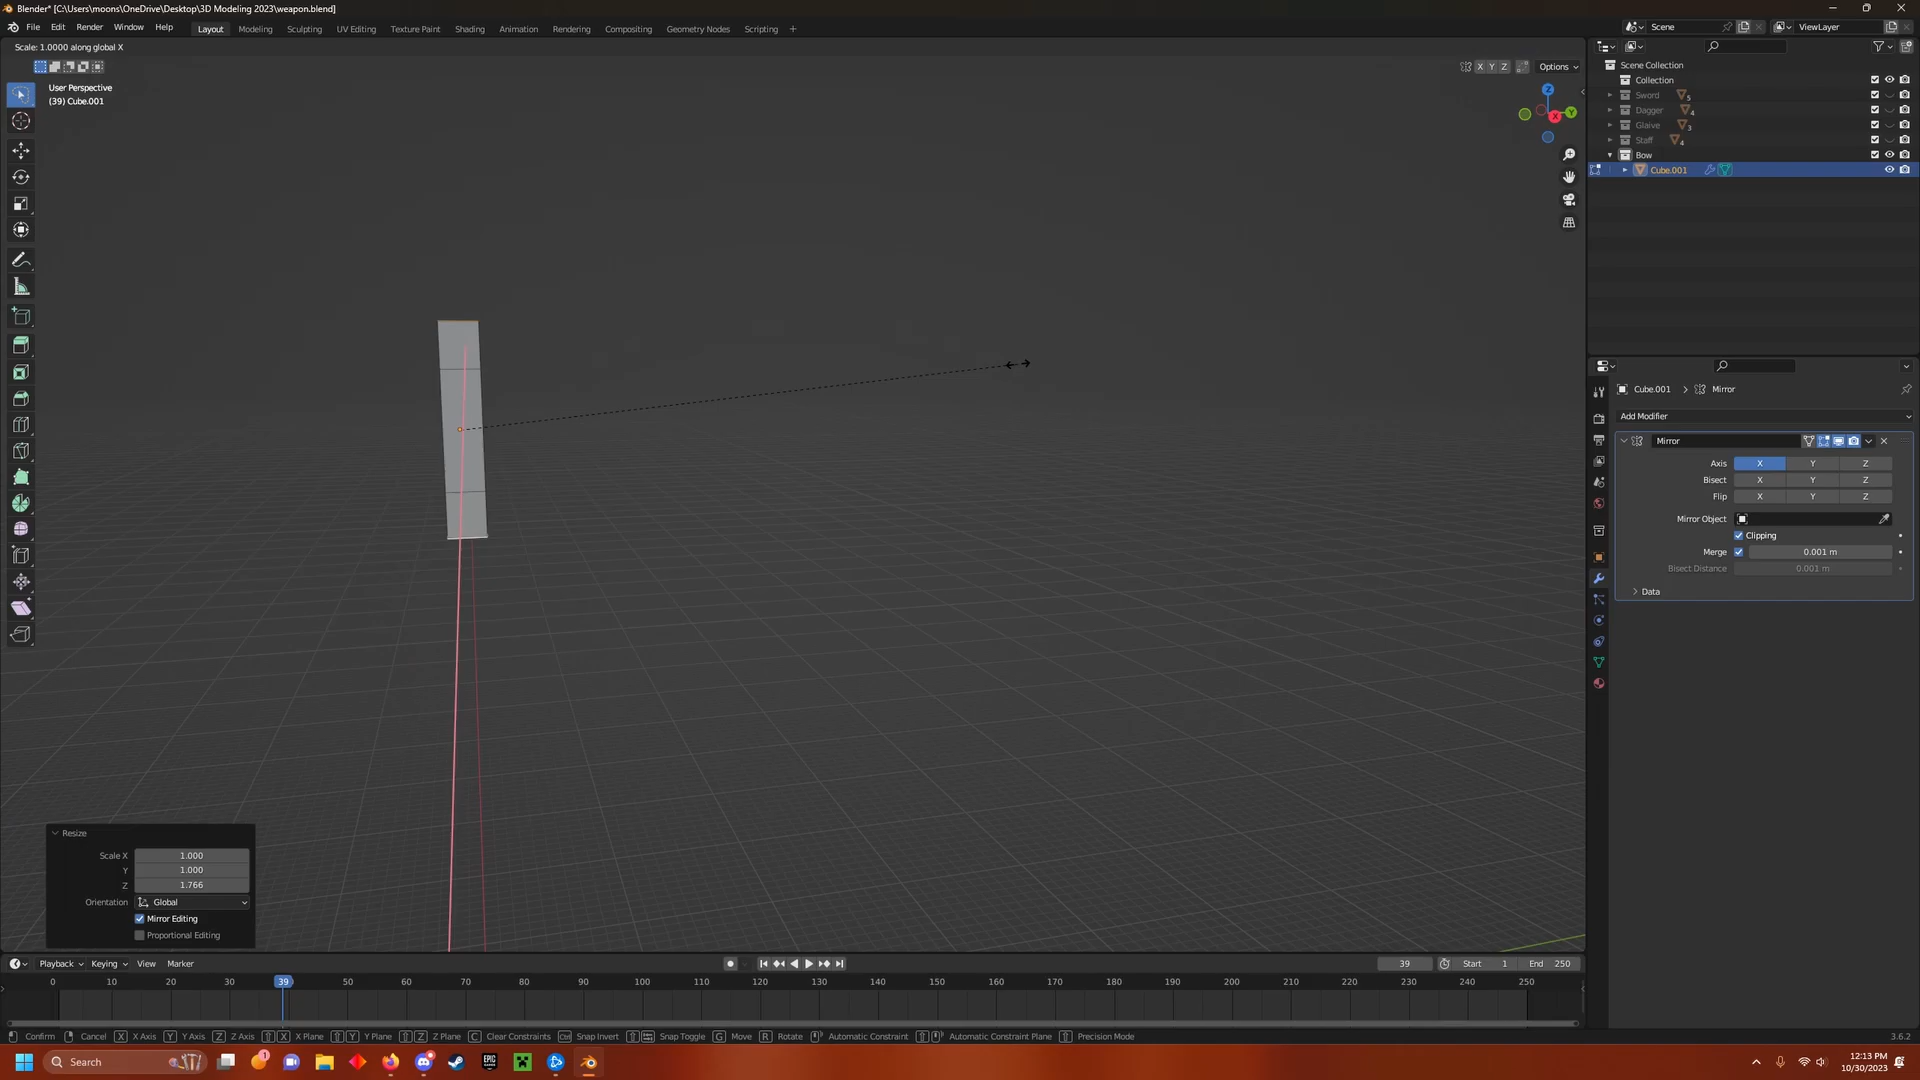 Blender* [C:\Users\moons\OneDrive\Desktop\3D Modeling 2023\weapon.blend]
File Edit Render Window Help Layout Modeling Sculpting UV Editing Texture Paint Shading Animation Rendering Compositing Geometry Nodes Scripting + Scene ViewLayer
Scale: 1.0000 along global X
X Y Z Options
User Perspective
(39) Cube.001
Z Y X
Scene Collection
Collection
Sword 5
Dagger 4
Glaive 3
Staff 4
Bow
Cube.001
Cube.001 > Mirror
Add Modifier
Mirror
Axis X Y Z
Bisect X Y Z
Flip X Y Z
Mirror Object
Clipping
Merge 0.001 m
Bisect Distance 0.001 m
Data
Resize
Scale X 1.000
Y 1.000
Z 1.766
Orientation Global
Mirror Editing
Proportional Editing
Playback Keying View Marker 39 Start 1 End 250
0 10 20 30 39 50 60 70 80 90 100 110 120 130 140 150 160 170 180 190 200 210 220 230 240 250
Confirm Cancel X X Axis Y Y Axis Z Z Axis X X Plane Y Y Plane Z Z Plane C Clear Constraints Ctrl Snap Invert Snap Toggle G Move R Rotate Automatic Constraint Automatic Constraint Plane Precision Mode 3.6.2
Search 1 EPIC GAMES 12:13 PM
10/30/2023